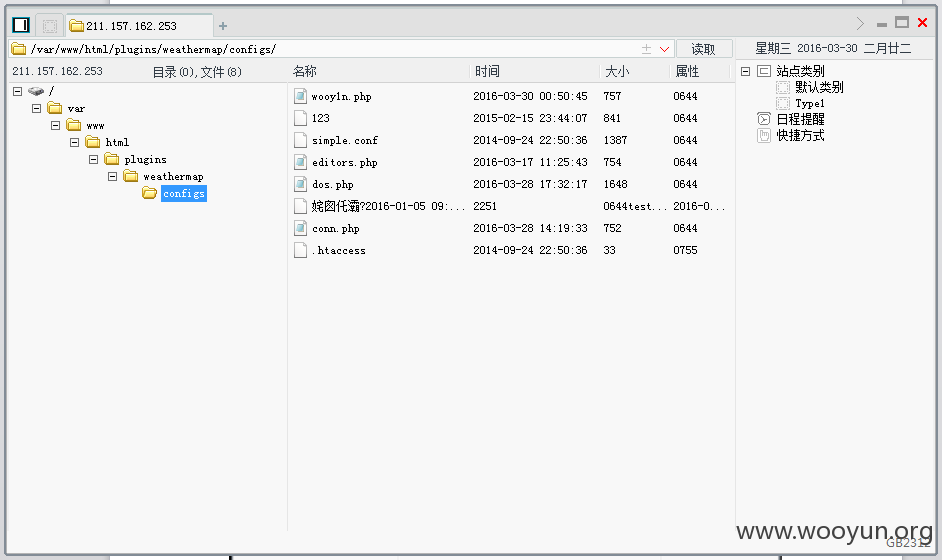 211.157.162.253
/var/www/html/plugins/weathermap/configs/ 读取 星期三 2016-03-30 二月廿二
211.157.162.253 目录(0),文件(8) 名称 时间 大小 属性
/
var
www
html
plugins
weathermap
configs
wooy1n.php 2016-03-30 00:50:45 757 0644
123 2015-02-15 23:44:07 841 0644
simple.conf 2014-09-24 22:50:36 1387 0644
editors.php 2016-03-17 11:25:43 754 0644
dos.php 2016-03-28 17:32:17 1648 0644
?2016-01-05 09:... 2251 0644test... 2016-0...
conn.php 2016-03-28 14:19:33 752 0644
.htaccess 2014-09-24 22:50:36 33 0755
站点类别
默认类别
Type1
日程提醒
快捷方式
www.wooyun.org
GB2312